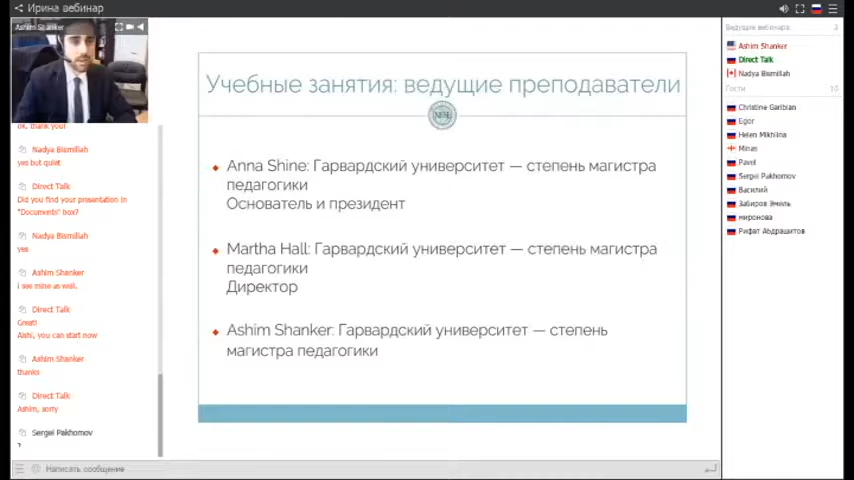 Ирина вебинар
Ashim Shanker
ok, thank you!
Nadya Bismillah
yes but quiet
Direct Talk
Did you find your presentation in
"Documents" box?
Nadya Bismillah
yes
Ashim Shanker
i see mine as well.
Direct Talk
Great!
Aishi, you can start now
Ashim Shanker
thanks
Direct Talk
Ashim, sorry
Sergei Pakhomov
?
Написать сообщение
Учебные занятия: ведущие преподаватели
Anna Shine: Гарвардский университет — степень магистра
педагогики
Основатель и президент
Martha Hall: Гарвардский университет — степень магистра
педагогики
Директор
Ashim Shanker: Гарвардский университет — степень
магистра педагогики
Ведущие вебинара
3
Ashim Shanker
Direct Talk
Nadya Bismillah
Гости
10
Christine Garibian
Egor
Helen Mikhlina
Minas
Pavel
Sergei Pakhomov
Василий
Забиров Эмиль
миронова
Рифат Абдрашитов